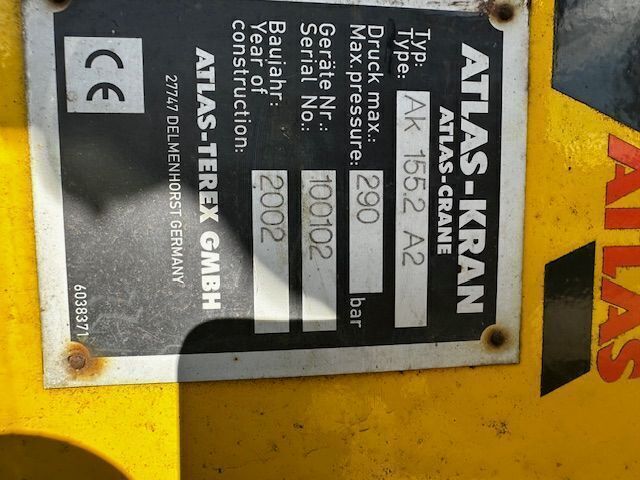 ATLAS-KRAN
ATLAS-CRANE
Typ:
Type: AK 155.2 A2
Druck max.:
Max.pressure: 290 bar
Geräte Nr.:
Serial No.: 100102
Baujahr:
Year of
construction: 2002
ATLAS-TEREX GMBH
27747 DELMENHORST GERMANY
CE
6038371
ATLAS